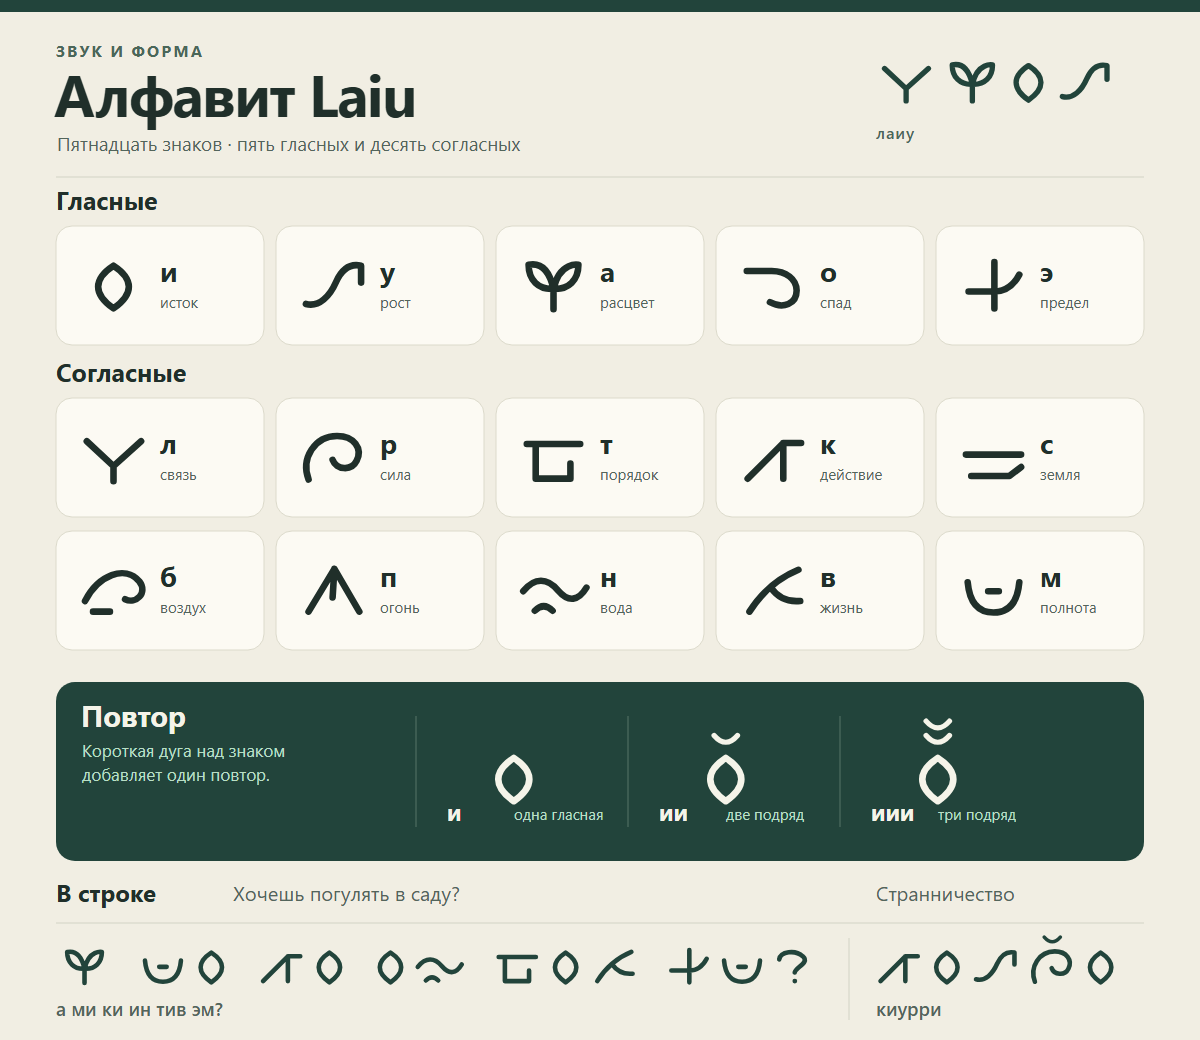 ЗВУК И ФОРМА
Алфавит Laiu
Пятнадцать знаков · пять гласных и десять согласных
лаиу
Гласные
и
исток
у
рост
а
расцвет
о
спад
э
предел
Согласные
л
связь
р
сила
т
порядок
к
действие
с
земля
б
воздух
п
огонь
н
вода
в
жизнь
м
полнота
Повтор
Короткая дуга над знаком
добавляет один повтор.
и одна гласная
ии две подряд
иии три подряд
В строке
Хочешь погулять в саду?
а ми ки ин тив эм?
Странничество
киурри